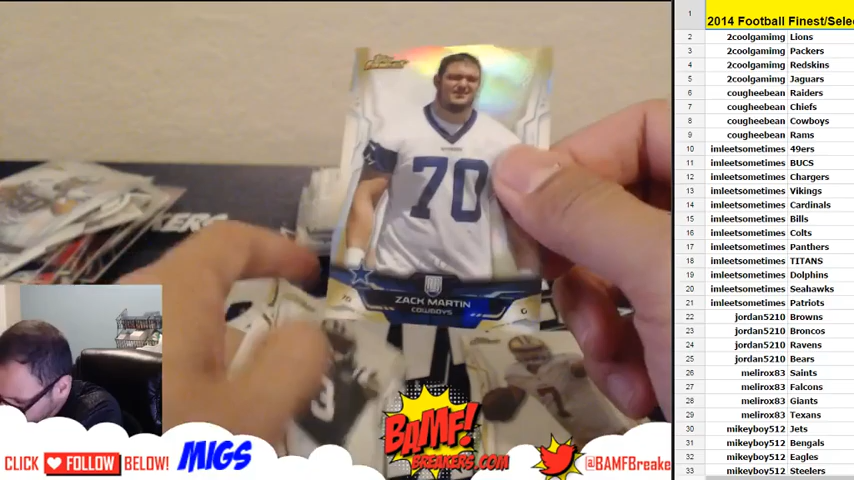 Finest
70
ZACK MARTIN
COWBOYS
70
G
3
7
BAMF!
BREAKERS.COM
CLICK ♥ FOLLOW BELOW! MIGS
@BAMFBreake
1
2014 Football Finest/Selec
2 2coolgamimg Lions
3 2coolgamimg Packers
4 2coolgamimg Redskins
5 2coolgamimg Jaguars
6 cougheebean Raiders
7 cougheebean Chiefs
8 cougheebean Cowboys
9 cougheebean Rams
10 imleetsometimes 49ers
11 imleetsometimes BUCS
12 imleetsometimes Chargers
13 imleetsometimes Vikings
14 imleetsometimes Cardinals
15 imleetsometimes Bills
16 imleetsometimes Colts
17 imleetsometimes Panthers
18 imleetsometimes TITANS
19 imleetsometimes Dolphins
20 imleetsometimes Seahawks
21 imleetsometimes Patriots
22 jordan5210 Browns
23 jordan5210 Broncos
24 jordan5210 Ravens
25 jordan5210 Bears
26 melirox83 Saints
27 melirox83 Falcons
28 melirox83 Giants
29 melirox83 Texans
30 mikeyboy512 Jets
31 mikeyboy512 Bengals
32 mikeyboy512 Eagles
33 mikeyboy512 Steelers